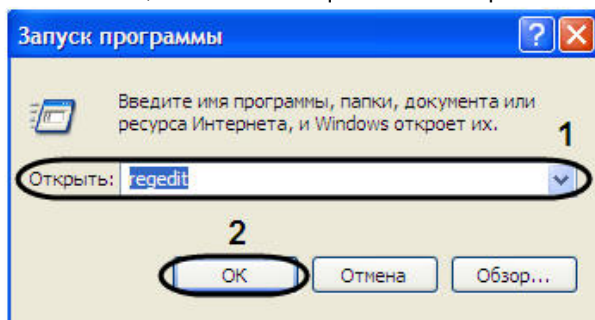 Запуск программы
Введите имя программы, папки, документа или
ресурса Интернета, и Windows откроет их.
1
Открыть: regedit
2
ОК Отмена Обзор...